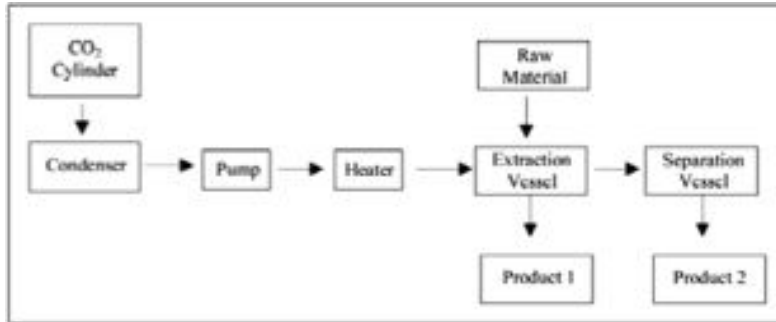 CO₂
Cylinder
Raw
Material
Condenser
Pump
Heater
Extraction
Vessel
Separation
Vessel
Product 1
Product 2